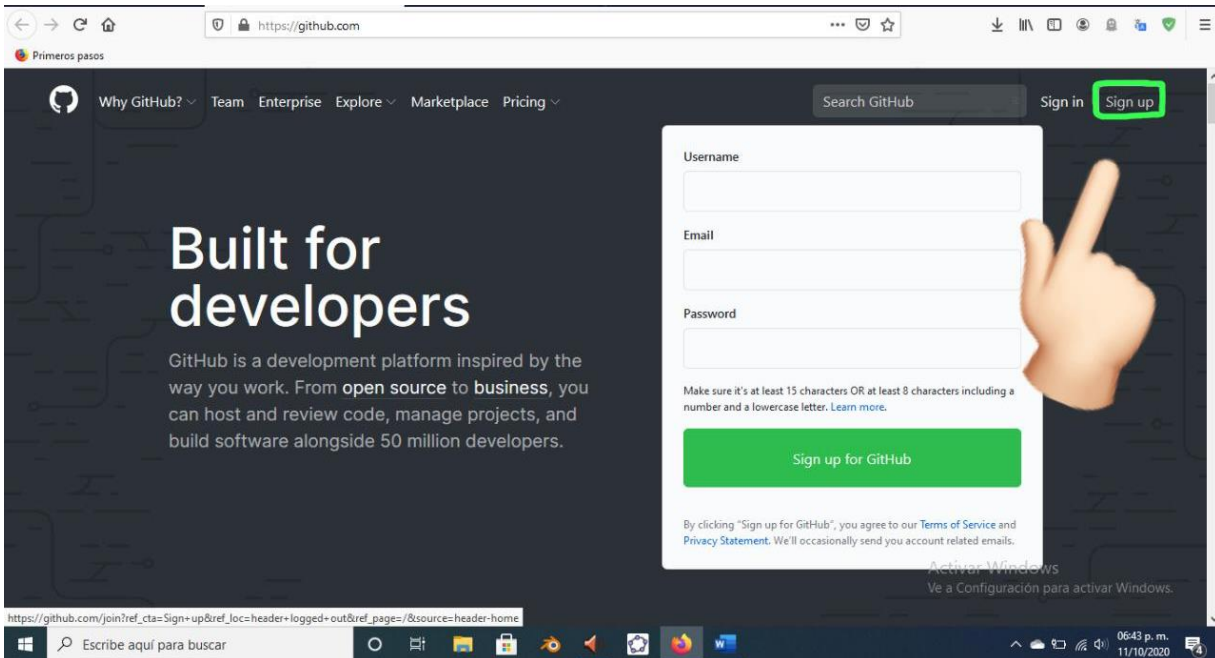 https://github.com
Primeros pasos
Why GitHub? Team Enterprise Explore Marketplace Pricing
Search GitHub
Sign in Sign up
Username
Email
Password
Make sure it's at least 15 characters OR at least 8 characters including a
number and a lowercase letter. Learn more.
Sign up for GitHub
By clicking "Sign up for GitHub", you agree to our Terms of Service and
Privacy Statement. We'll occasionally send you account related emails.
Built for
developers
GitHub is a development platform inspired by the
way you work. From open source to business, you
can host and review code, manage projects, and
build software alongside 50 million developers.
Activar Windows
Ve a Configuración para activar Windows.
https://github.com/join?ref_cta=Sign+up&ref_loc=header+logged+out&ref_page=/&source=header-home
Escribe aquí para buscar
06:43 p. m.
11/10/2020